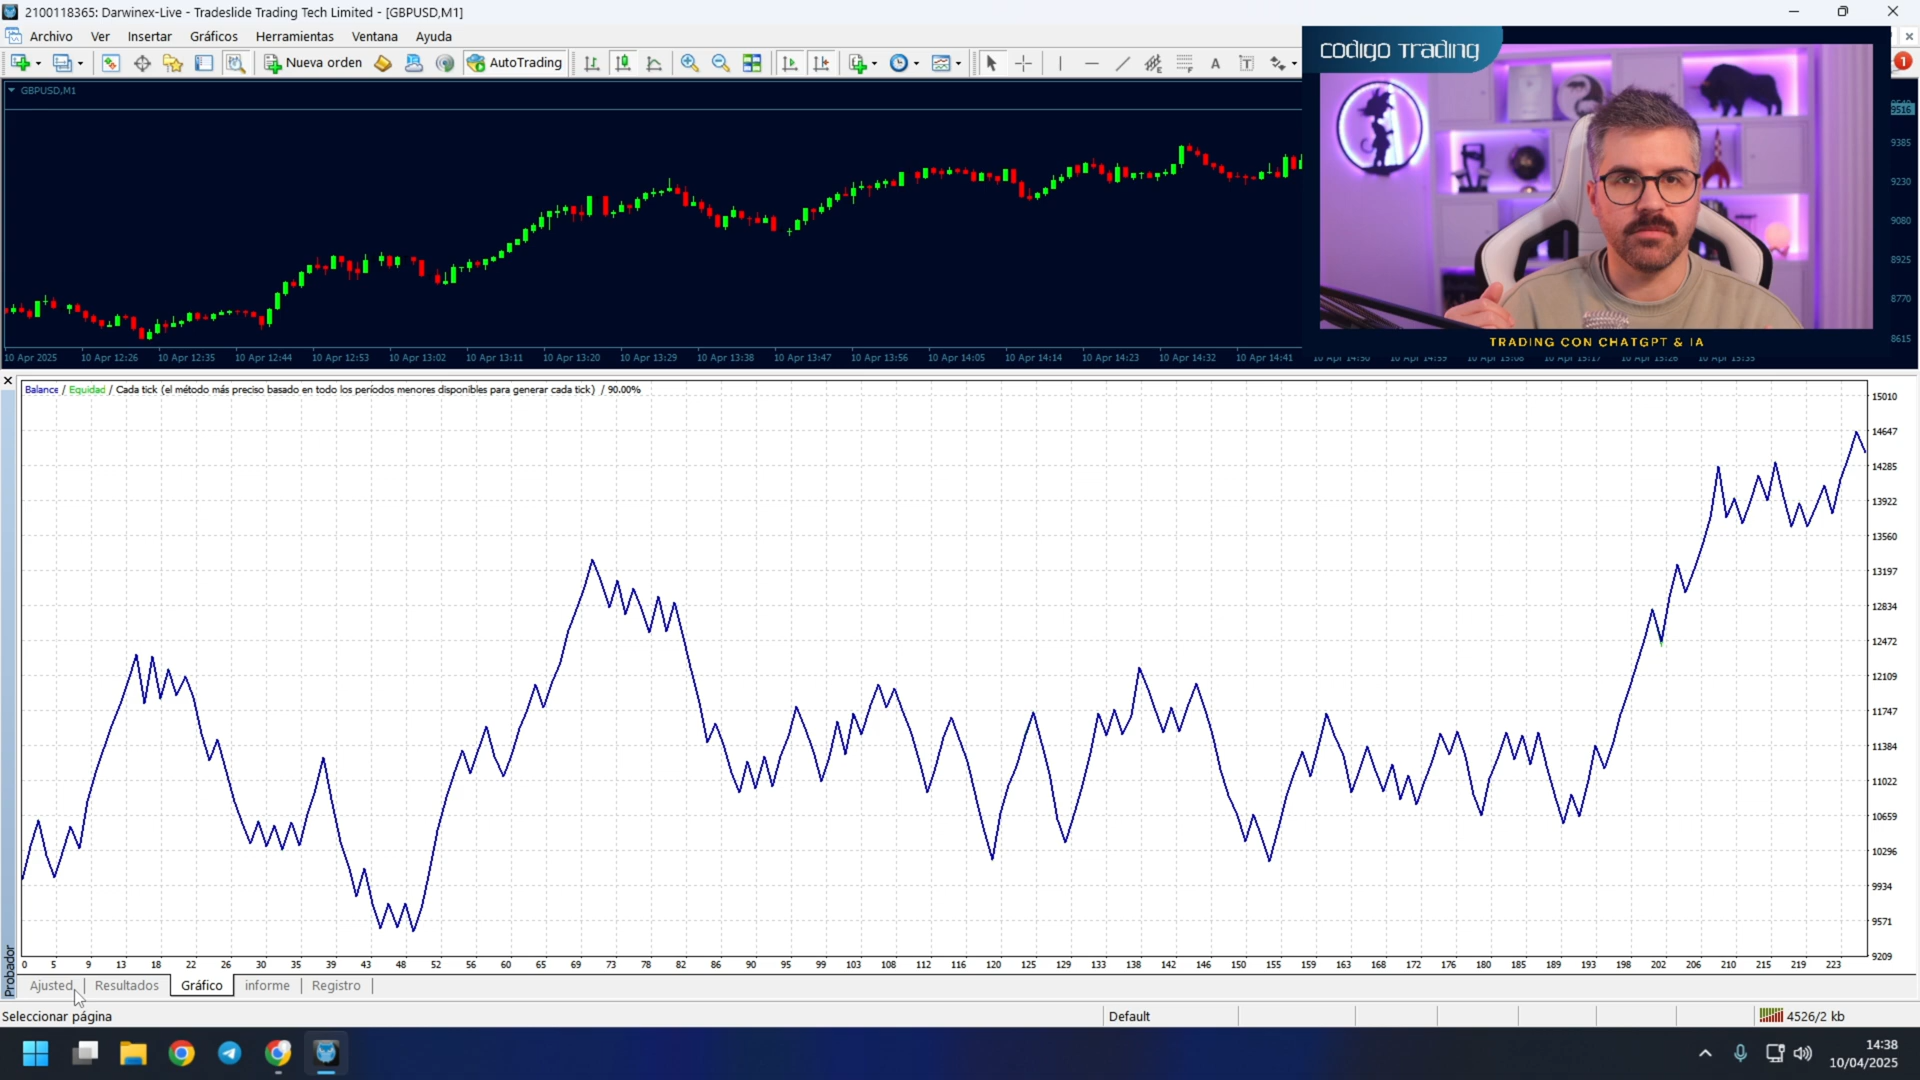 2100118365: Darwinex-Live - Tradeslide Trading Tech Limited - [GBPUSD,M1]
Archivo Ver Insertar Gráficos Herramientas Ventana Ayuda
Nueva orden AutoTrading
codigo trading
1
GBPUSD,M1
9516
9385
9230
9080
8925
8770
8615
TRADING CON CHATGPT & IA
10 Apr 2025 10 Apr 12:26 10 Apr 12:35 10 Apr 12:44 10 Apr 12:53 10 Apr 13:02 10 Apr 13:11 10 Apr 13:20 10 Apr 13:29 10 Apr 13:38 10 Apr 13:47 10 Apr 13:56 10 Apr 14:05 10 Apr 14:14 10 Apr 14:23 10 Apr 14:32 10 Apr 14:41
Balance / Equidad / Cada tick (el método más preciso basado en todo los períodos menores disponibles para generar cada tick) / 90.00%
15010
14647
14285
13922
13560
13197
12834
12472
12109
11747
11384
11022
10659
10296
9934
9571
9209
0 5 9 13 18 22 26 30 35 39 43 48 52 56 60 65 69 73 78 82 86 90 95 99 103 108 112 116 120 125 129 133 138 142 146 150 155 159 163 168 172 176 180 185 189 193 198 202 206 210 215 219 223
Probador
Ajustes Resultados Gráfico informe Registro
Seleccionar página Default 4526/2 kb
14:38
10/04/2025